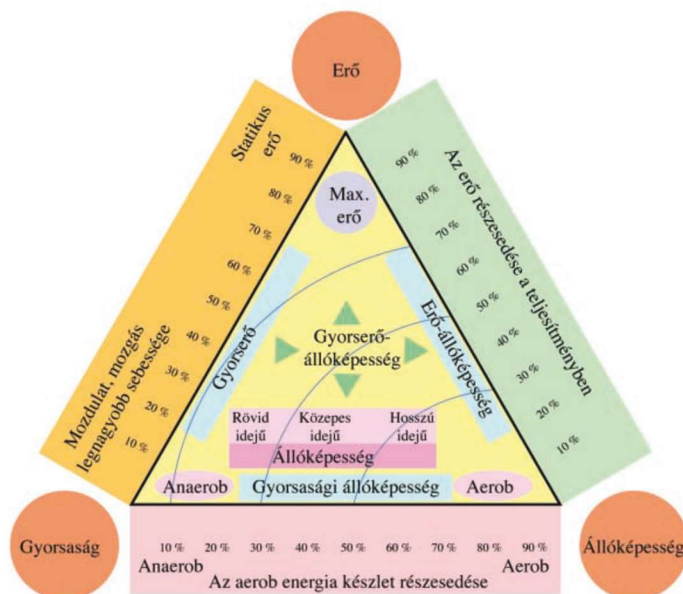 Erő
Statikus
erő
90 %
80 %
70 %
60 %
50 %
40 %
30 %
20 %
10 %
Mozdulat, mozgás
legnagyobb sebessége
Az erő részesedése a teljesítményben
90 %
80 %
70 %
60 %
50 %
40 %
30 %
20 %
10 %
Max.
erő
Gyorserő
Gyorserő-
állóképesség
Erő-állóképesség
Rövid
idejű
Közepes
idejű
Hosszú
idejű
Állóképesség
Anaerob
Gyorsasági állóképesség
Aerob
Gyorsaság
Állóképesség
10 %
20 %
30 %
40 %
50 %
60 %
70 %
80 %
90 %
Anaerob
Aerob
Az aerob energia készlet részesedése